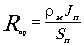 R_пр = ρ_м J_п / S_п